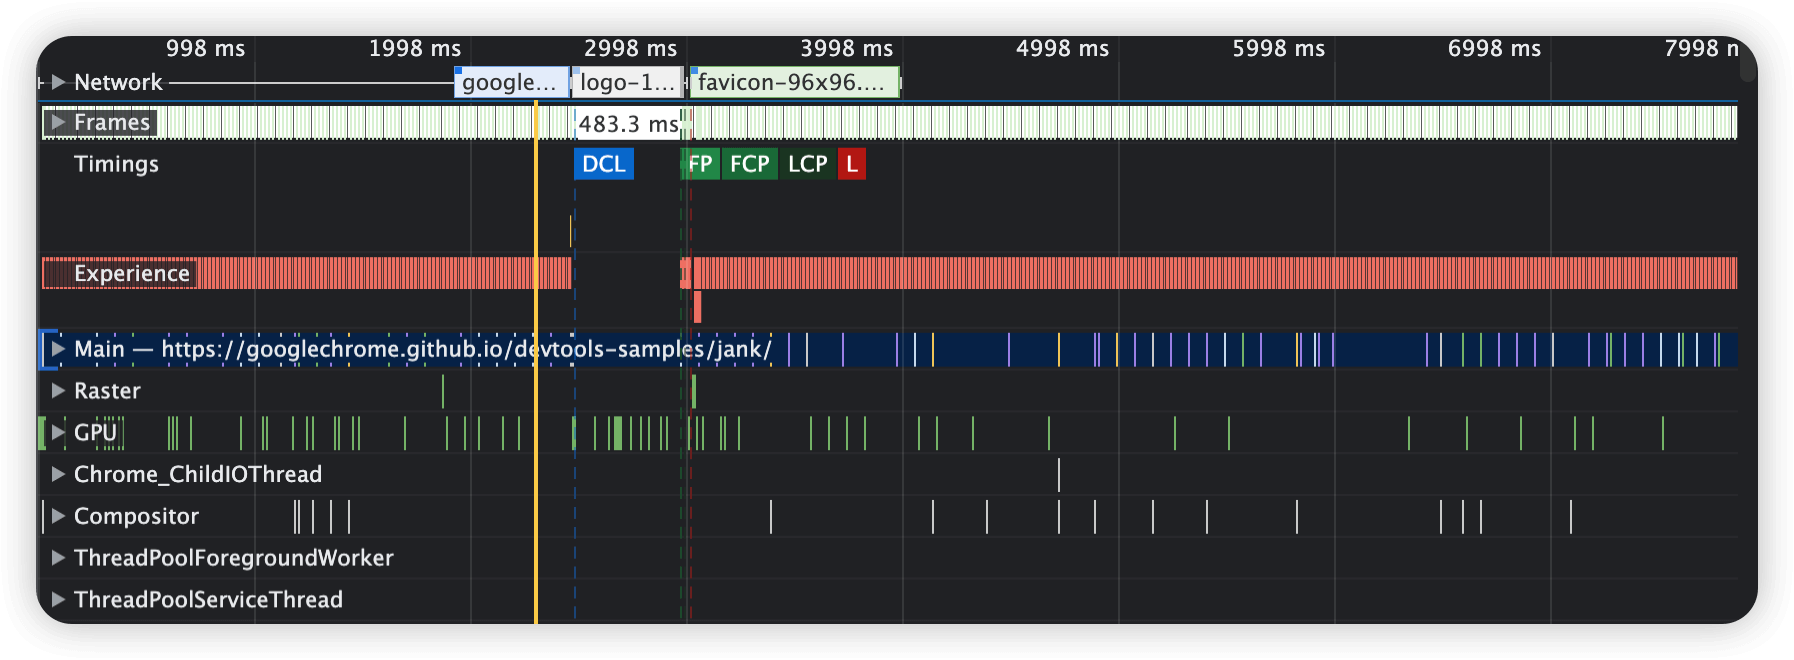 998 ms 1998 ms 2998 ms 3998 ms 4998 ms 5998 ms 6998 ms 7998
Network google... logo-1... favicon-96x96....
Frames 483.3 ms
Timings DCL FP FCP LCP L
Experience
Main — https://googlechrome.github.io/devtools-samples/jank/
Raster
GPU
Chrome_ChildIOThread
Compositor
ThreadPoolForegroundWorker
ThreadPoolServiceThread